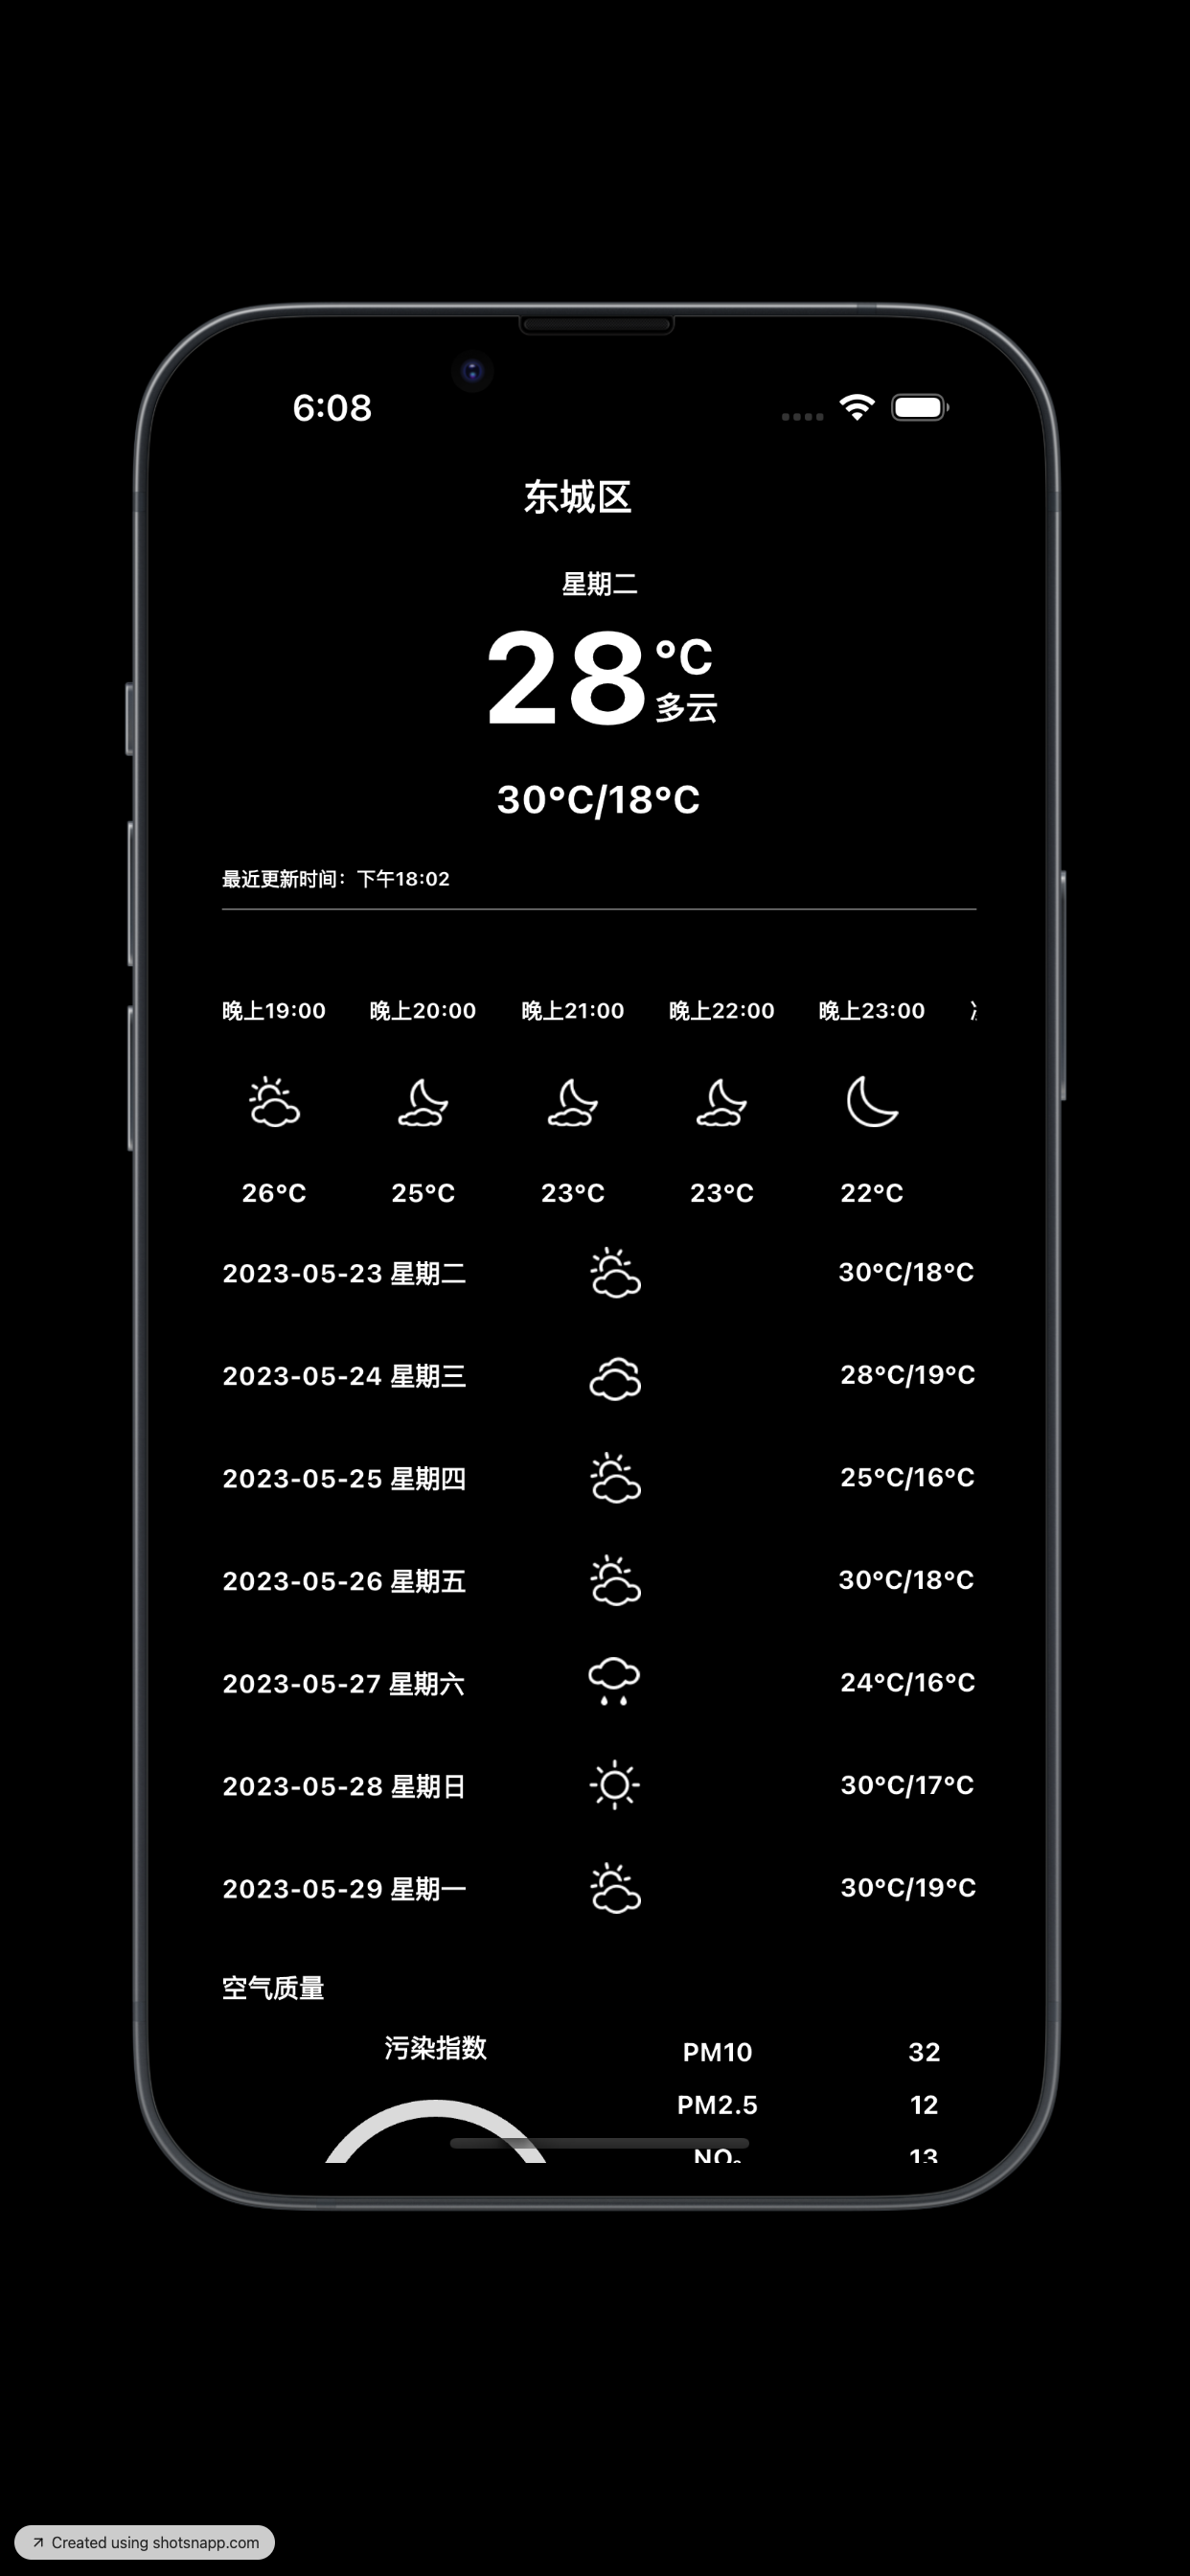 6:08
东城区
星期二
28 °C
多云
30°C/18°C
最近更新时间：下午18:02
晚上19:00 晚上20:00 晚上21:00 晚上22:00 晚上23:00
26°C 25°C 23°C 23°C 22°C
2023-05-23 星期二 30°C/18°C
2023-05-24 星期三 28°C/19°C
2023-05-25 星期四 25°C/16°C
2023-05-26 星期五 30°C/18°C
2023-05-27 星期六 24°C/16°C
2023-05-28 星期日 30°C/17°C
2023-05-29 星期一 30°C/19°C
空气质量
污染指数 PM10 32
PM2.5 12
NO₂ 13
Created using shotsnapp.com